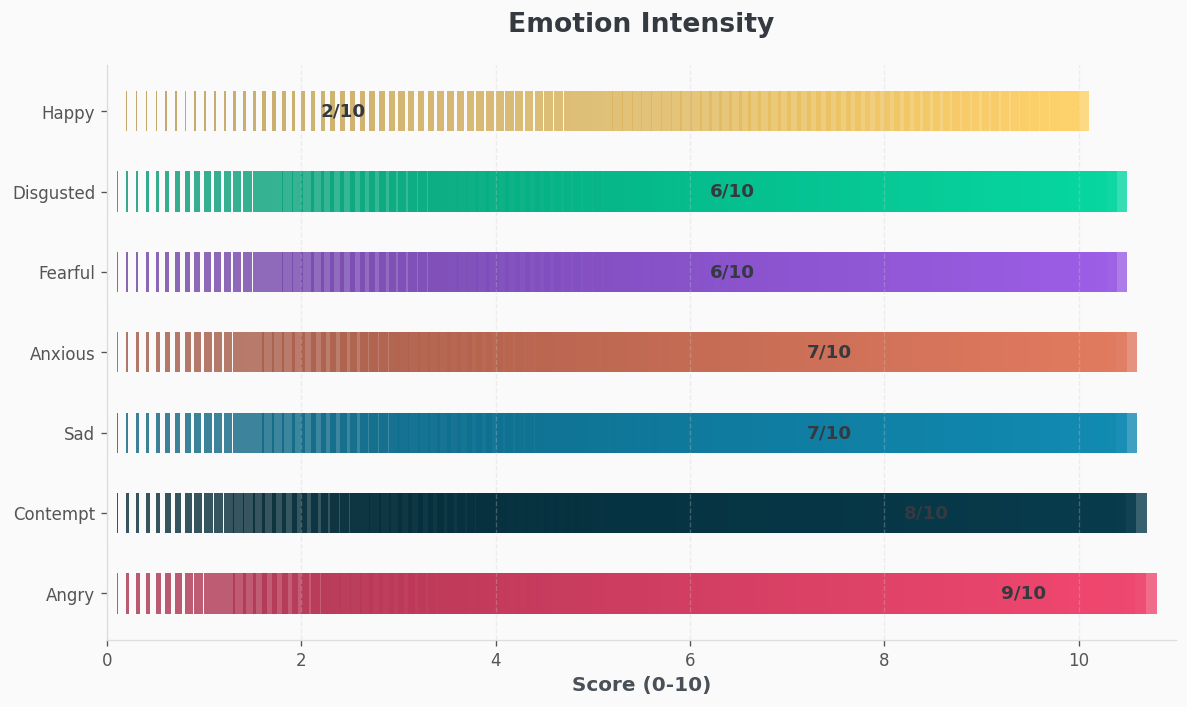 Emotion Intensity
Happy 2/10
Disgusted 6/10
Fearful 6/10
Anxious 7/10
Sad 7/10
Contempt 8/10
Angry 9/10
0 2 4 6 8 10
Score (0-10)